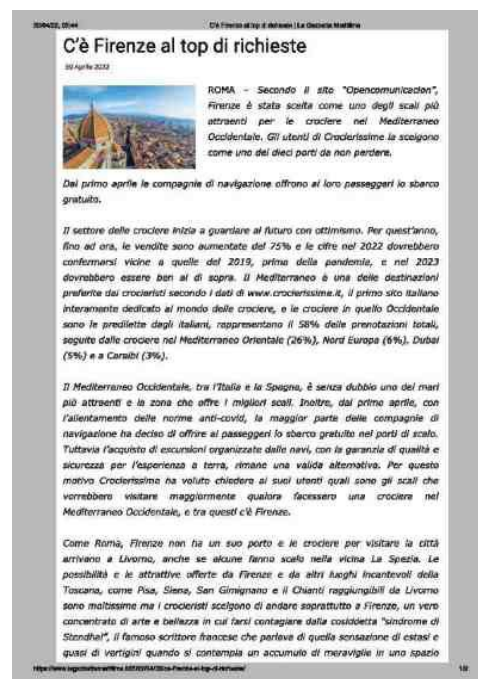 C'è Firenze al top di richieste | La Gazzetta Marittima
C'è Firenze al top di richieste
30 Aprile 2022
ROMA – Secondo il sito "Opencomunicacion",
Firenze è stata scelta come uno degli scali più
attraenti per le crociere nel Mediterraneo
Occidentale. Gli utenti di Crocierissime la scelgono
come uno dei dieci porti da non perdere.
Dal primo aprile le compagnie di navigazione offrono ai loro passeggeri lo sbarco
gratuito.
Il settore delle crociere inizia a guardare al futuro con ottimismo. Per quest'anno,
fino ad ora, le vendite sono aumentate del 75% e le cifre nel 2022 dovrebbero
confermarsi vicine a quelle del 2019, prima della pandemia, e nel 2023
dovrebbero essere ben al di sopra. Il Mediterraneo è una delle destinazioni
preferite dai crocieristi secondo i dati di www.crocierissime.it, il primo sito italiano
interamente dedicato al mondo delle crociere, e le crociere in quello Occidentale
sono le predilette dagli italiani, rappresentano il 58% delle prenotazioni totali,
seguite dalle crociere nel Mediterraneo Orientale (26%), Nord Europa (6%), Dubai
(5%) e a Caraibi (3%).
Il Mediterraneo Occidentale, tra l'Italia e la Spagna, è senza dubbio uno dei mari
più attraenti e la zona che offre i migliori scali. Inoltre, dal primo aprile, con
l'allentamento delle norme anti-covid, la maggior parte delle compagnie di
navigazione ha deciso di offrire ai passeggeri lo sbarco gratuito nei porti di scalo.
Tuttavia l'acquisto di escursioni organizzate dalle navi, con la garanzia di qualità e
sicurezza per l'esperienza a terra, rimane una valida alternativa. Per questo
motivo Crocierissime ha voluto chiedere ai suoi utenti quali sono gli scali che
vorrebbero visitare maggiormente qualora facessero una crociera nel
Mediterraneo Occidentale, e tra questi c'è Firenze.
Come Roma, Firenze non ha un suo porto e le crociere per visitare la città
arrivano a Livorno, anche se alcune fanno scalo nella vicina La Spezia. Le
possibilità e le attrattive offerte da Firenze e da altri luoghi incantevoli della
Toscana, come Pisa, Siena, San Gimignano e il Chianti raggiungibili da Livorno
sono moltissime ma i crocieristi scelgono di andare soprattutto a Firenze, un vero
concentrato di arte e bellezza in cui farsi contagiare dalla cosiddetta "sindrome di
Stendhal", il famoso scrittore francese che parlava di quella sensazione di estasi e
quasi di vertigini quando si contempla un accumulo di meraviglie in uno spazio